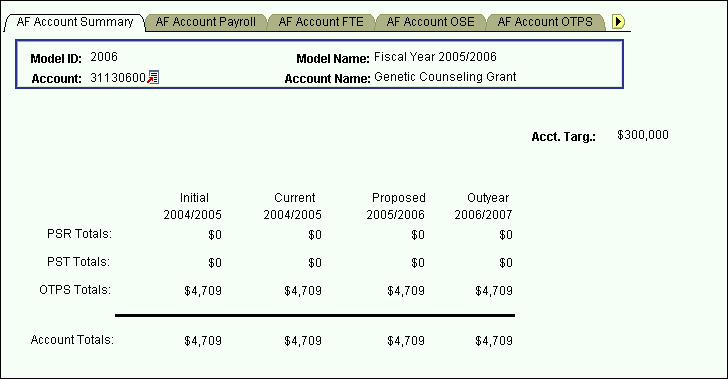 AF Account Summary AF Account Payroll AF Account FTE AF Account OSE AF Account OTPS
Model ID: 2006 Model Name: Fiscal Year 2005/2006
Account: 31130600 Account Name: Genetic Counseling Grant
Acct. Targ.: $300,000
Initial Current Proposed Outyear
2004/2005 2004/2005 2005/2006 2006/2007
PSR Totals: $0 $0 $0 $0
PST Totals: $0 $0 $0 $0
OTPS Totals: $4,709 $4,709 $4,709 $4,709
Account Totals: $4,709 $4,709 $4,709 $4,709